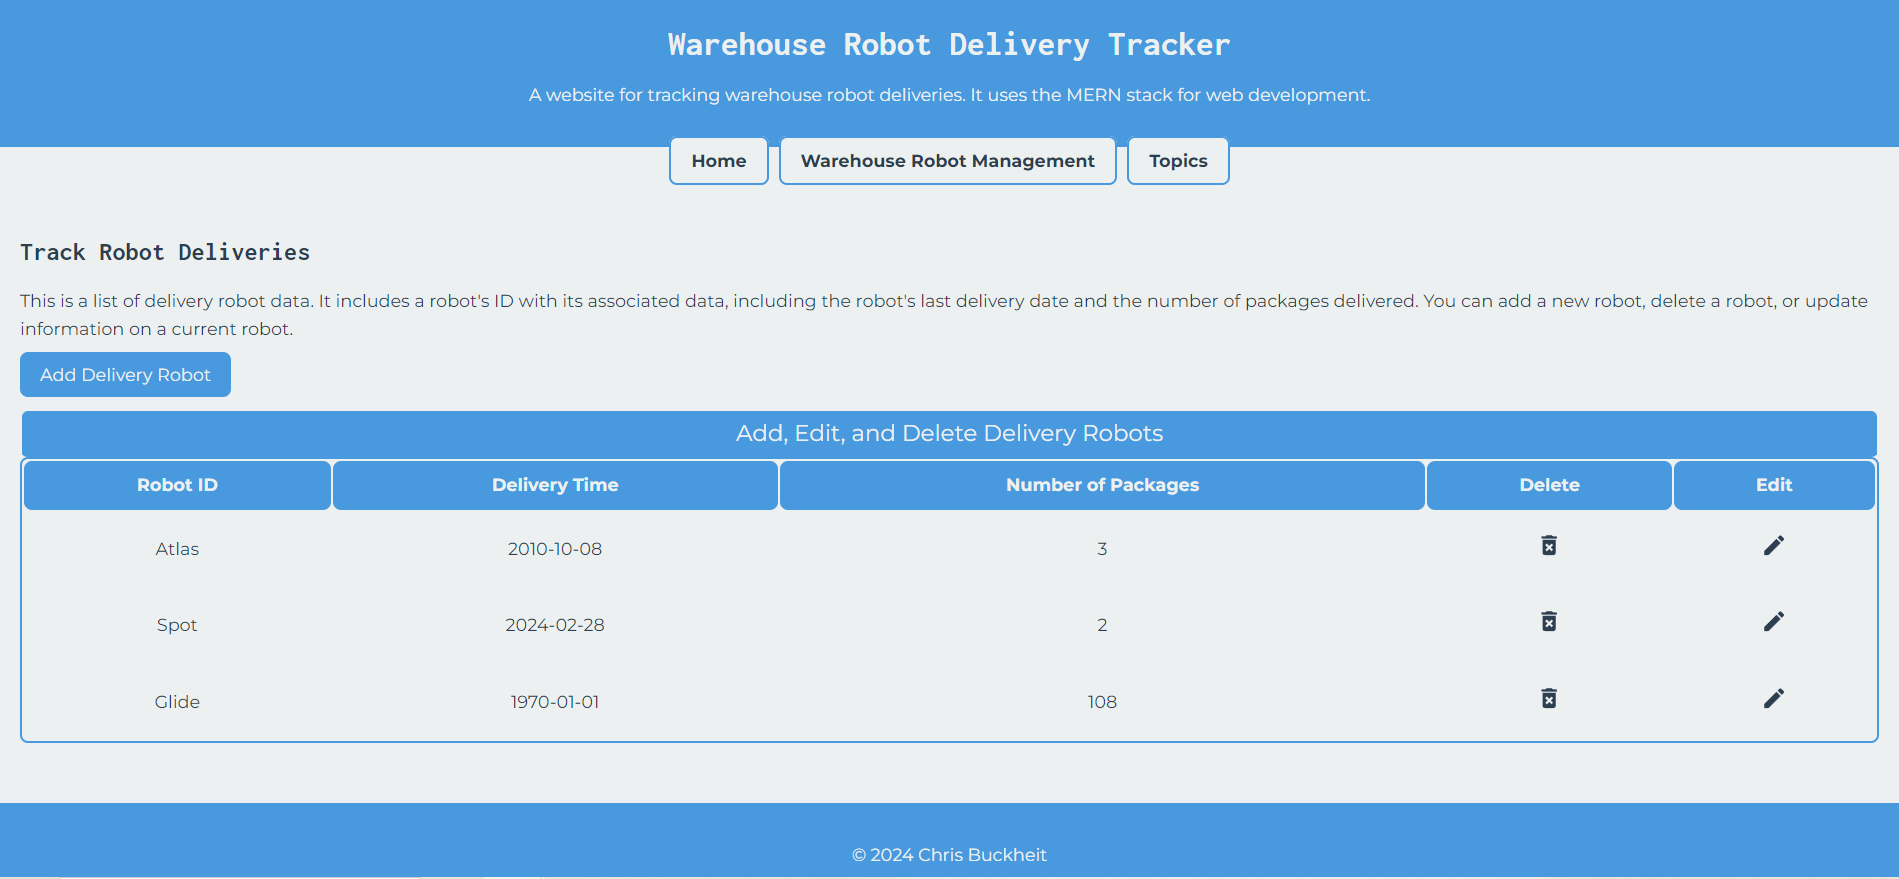 Warehouse Robot Delivery Tracker
A website for tracking warehouse robot deliveries. It uses the MERN stack for web development.
Home Warehouse Robot Management Topics
Track Robot Deliveries
This is a list of delivery robot data. It includes a robot's ID with its associated data, including the robot's last delivery date and the number of packages delivered. You can add a new robot, delete a robot, or update
information on a current robot.
Add Delivery Robot
Add, Edit, and Delete Delivery Robots
Robot ID Delivery Time Number of Packages Delete Edit
Atlas 2010-10-08 3
Spot 2024-02-28 2
Glide 1970-01-01 108
© 2024 Chris Buckheit